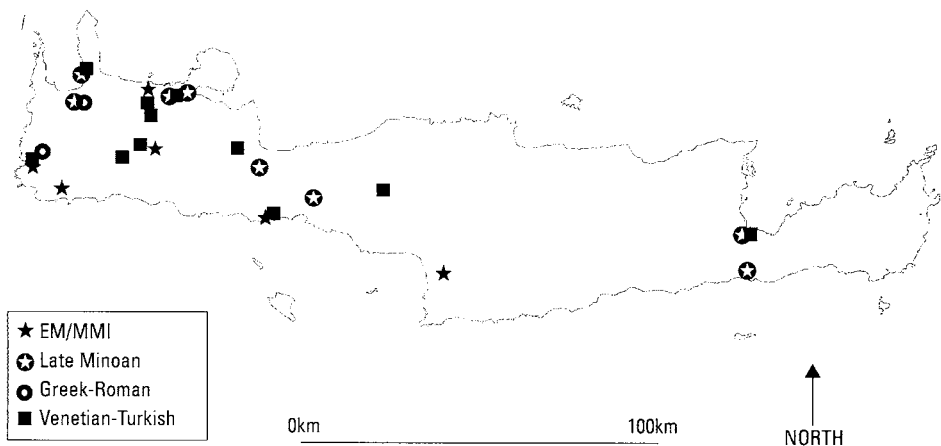 EM/MMI
Late Minoan
Greek-Roman
Venetian-Turkish
0km 100km
NORTH